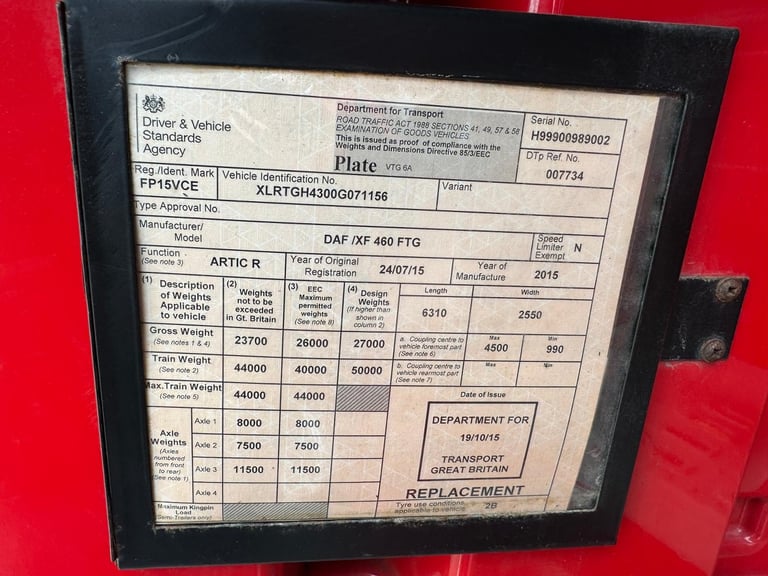 Driver & Vehicle
Standards
Agency
Department for Transport
ROAD TRAFFIC ACT 1988 SECTIONS 41, 49, 57 & 58
EXAMINATION OF GOODS VEHICLES
This is issued as proof of compliance with the
Weights and Dimensions Directive 85/3/EEC
Plate VTG 6A
Serial No.
H99900989002
DTp Ref. No.
007734
Reg./Ident. Mark
FP15VCE
Vehicle Identification No.
XLRTGH4300G071156
Variant
Type Approval No.
Manufacturer/
Model
DAF /XF 460 FTG
Speed
Limiter
Exempt
N
Function
(See note 3)
ARTIC R
Year of Original
Registration
24/07/15
Year of
Manufacture
2015
(1) Description
of Weights
Applicable
to vehicle
(2) Weights
not to be
exceeded
in Gt. Britain
(3) EEC
Maximum
permitted
weights
(See note 8)
(4) Design
Weights
(If higher than
shown in
column 2)
Length
6310
Width
2550
Gross Weight
(See notes 1 & 4)
23700
26000
27000
a. Coupling centre to
vehicle foremost part
(See note 6)
Max
4500
Min
990
Train Weight
(See note 2)
44000
40000
50000
b. Coupling centre to
vehicle rearmost part
(See note 7)
Max
Min
Max.Train Weight
(See note 5)
44000
44000
Axle
Weights
(Axles
numbered
from front
to rear)
(See note 1)
Axle 1
8000
8000
Axle 2
7500
7500
Axle 3
11500
11500
Axle 4
Maximum Kingpin
Load
(Semi-Trailers only)
Date of Issue
DEPARTMENT FOR
19/10/15
TRANSPORT
GREAT BRITAIN
REPLACEMENT
Tyre use conditions
applicable to vehicle
2B